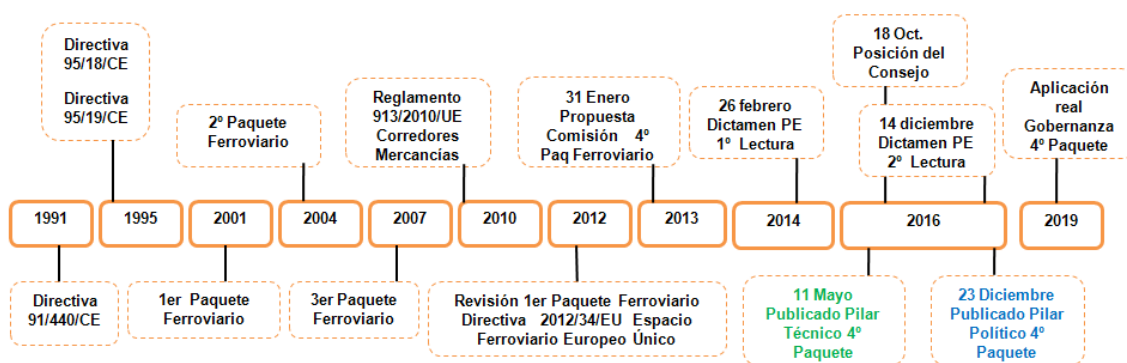 Directiva
95/18/CE
Directiva
95/19/CE
2º Paquete
Ferroviario
Reglamento
913/2010/UE
Corredores
Mercancías
31 Enero
Propuesta
Comisión 4º
Paq Ferroviario
26 febrero
Dictamen PE
1º Lectura
18 Oct.
Posición del
Consejo
14 diciembre
Dictamen PE
2º Lectura
Aplicación
real
Gobernanza
4º Paquete
1991
1995
2001
2004
2007
2010
2012
2013
2014
2016
2019
Directiva
91/440/CE
1er Paquete
Ferroviario
3er Paquete
Ferroviario
Revisión 1er Paquete Ferroviario
Directiva 2012/34/EU Espacio
Ferroviario Europeo Único
11 Mayo
Publicado Pilar
Técnico 4º
Paquete
23 Diciembre
Publicado Pilar
Político 4º
Paquete